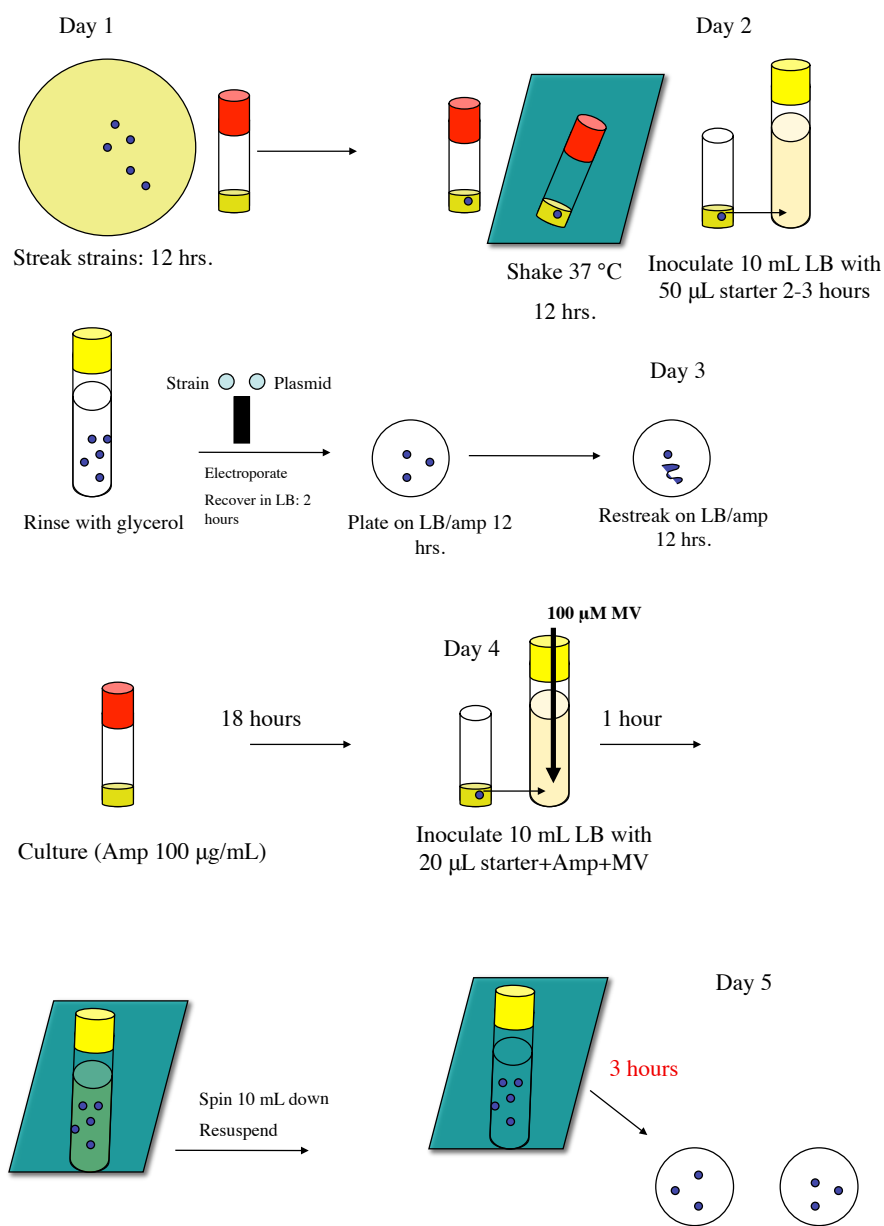 Day 1
Day 2
Streak strains: 12 hrs.
Shake 37 °C
12 hrs.
Inoculate 10 mL LB with
50 μL starter 2-3 hours
Strain
Plasmid
Day 3
Electroporate
Recover in LB: 2
hours
Rinse with glycerol
Plate on LB/amp 12
hrs.
Restreak on LB/amp
12 hrs.
100 μM MV
Day 4
18 hours
1 hour
Culture (Amp 100 μg/mL)
Inoculate 10 mL LB with
20 μL starter+Amp+MV
Day 5
3 hours
Spin 10 mL down
Resuspend